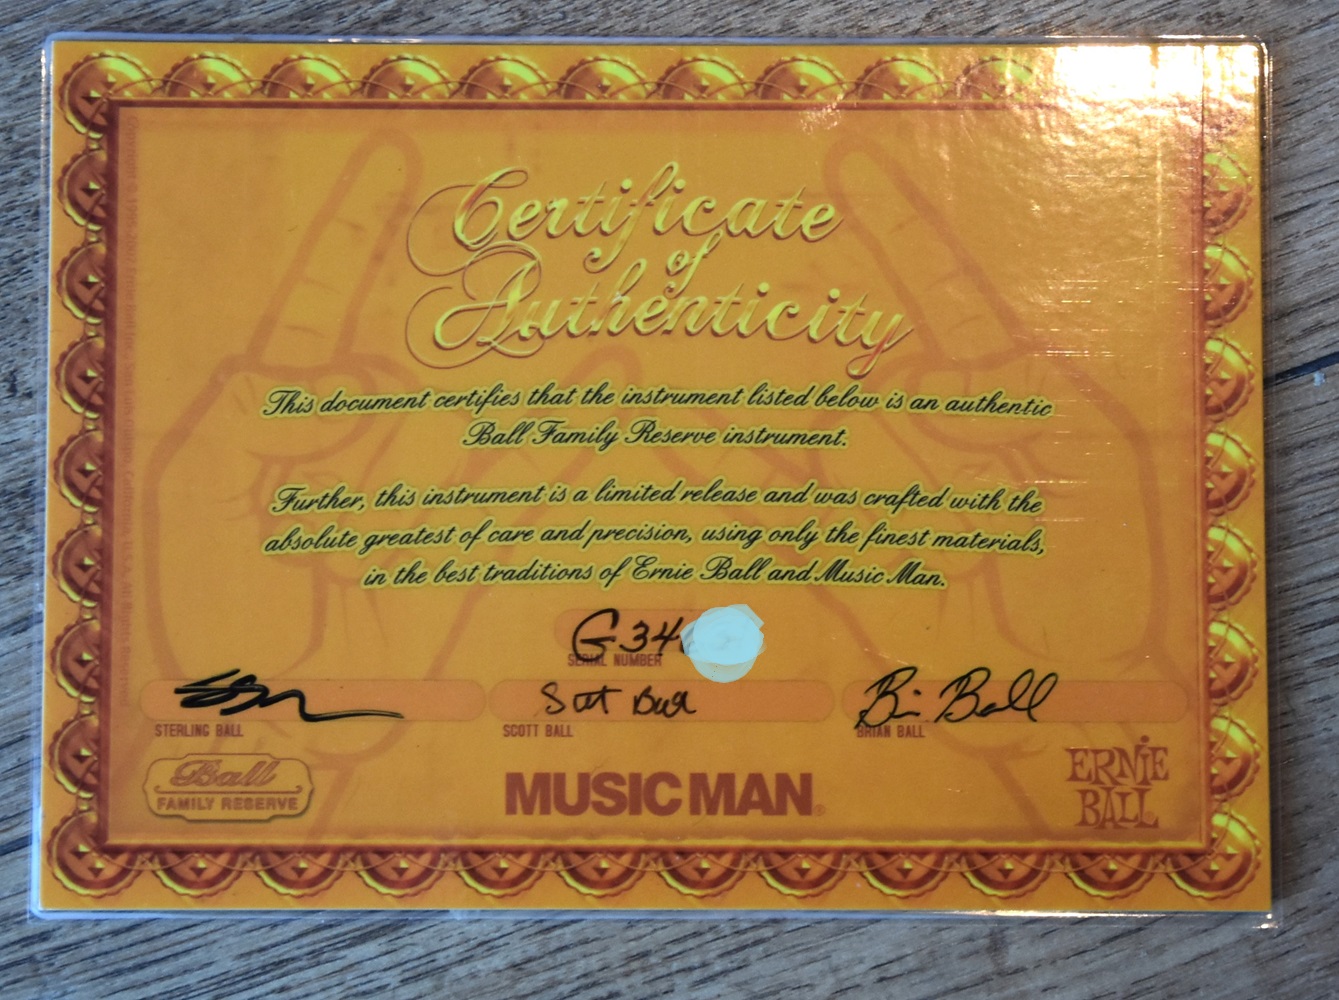 Certificate
of
Authenticity
This document certifies that the instrument listed below is an authentic
Ball Family Reserve instrument.
Further, this instrument is a limited release and was crafted with the
absolute greatest of care and precision, using only the finest materials,
in the best traditions of Ernie Ball and Music Man.
G34
SERIAL NUMBER
Scott Ball
Brian Ball
STERLING BALL
SCOTT BALL
BRIAN BALL
Ball
FAMILY RESERVE
MUSIC MAN®
ERNIE
BALL